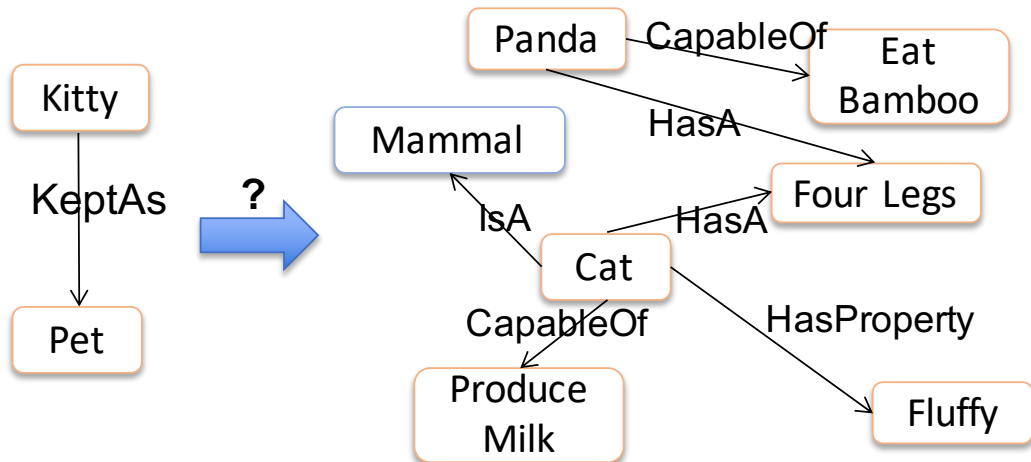 Panda
CapableOf
Eat
Bamboo
Kitty
HasA
Mammal
KeptAs
?
Four Legs
IsA
HasA
Cat
CapableOf
HasProperty
Pet
Produce
Milk
Fluffy